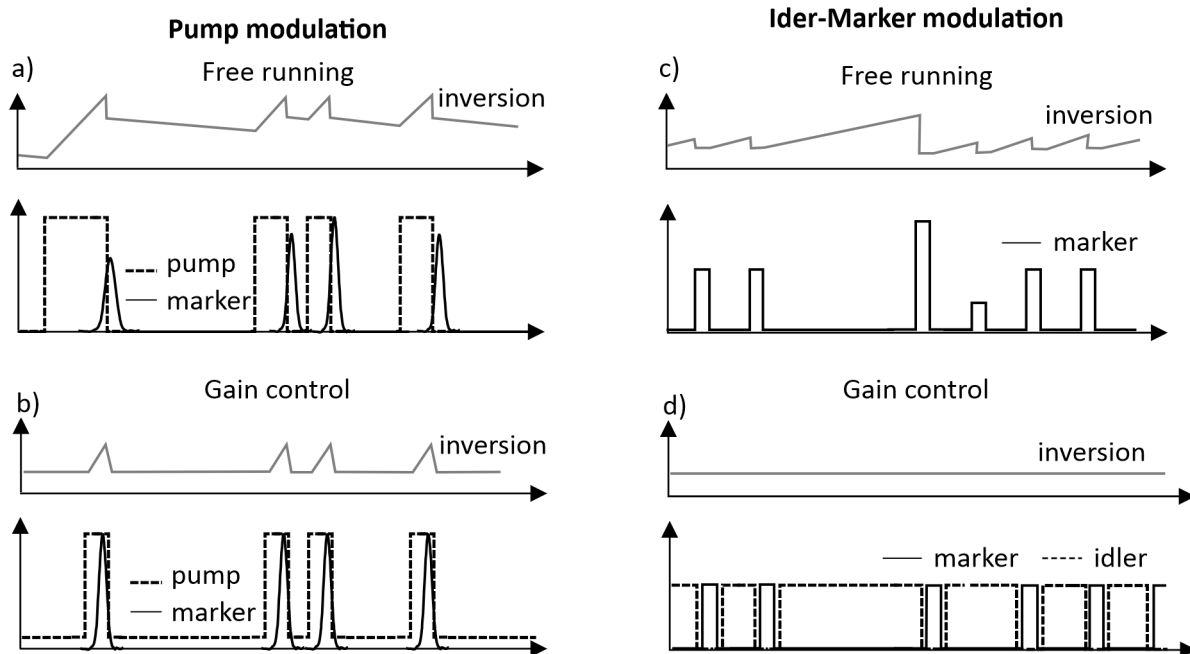 Pump modulation
a)
Free running
inversion
pump
marker
b)
Gain control
inversion
pump
marker
Ider-Marker modulation
c)
Free running
inversion
marker
d)
Gain control
inversion
marker idler